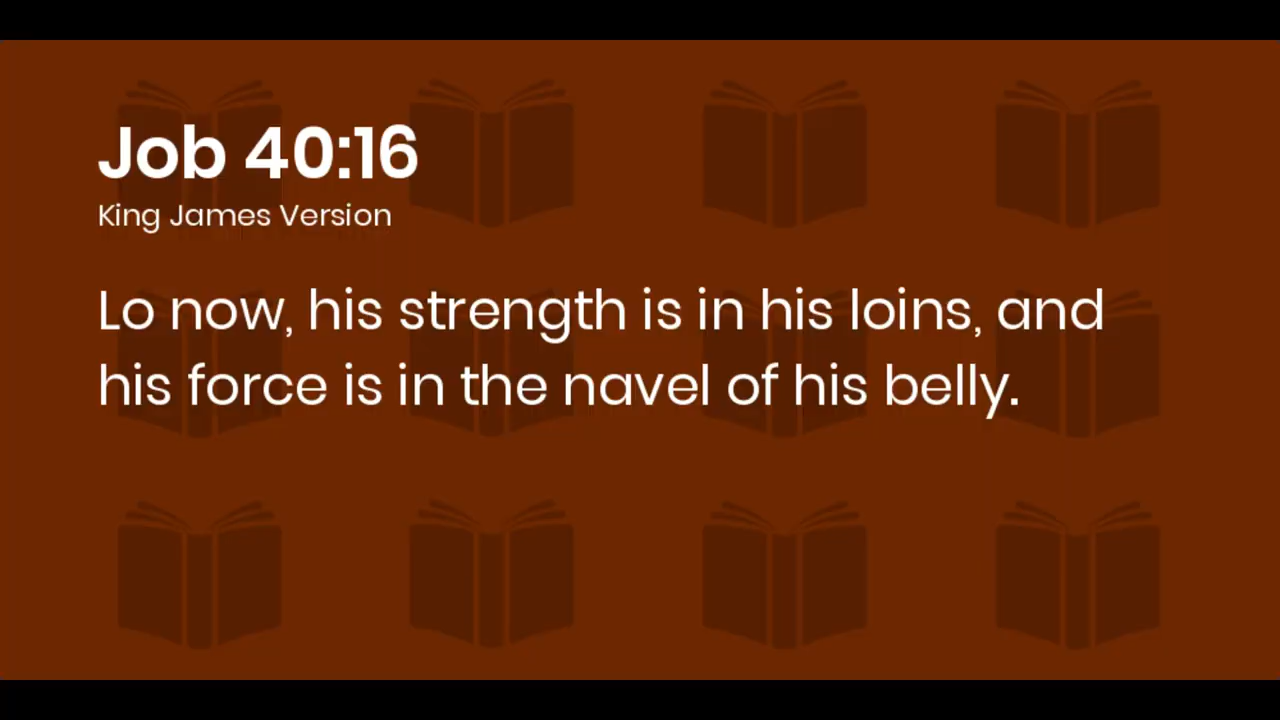 Job 40:16
King James Version
Lo now, his strength is in his loins, and
his force is in the navel of his belly.